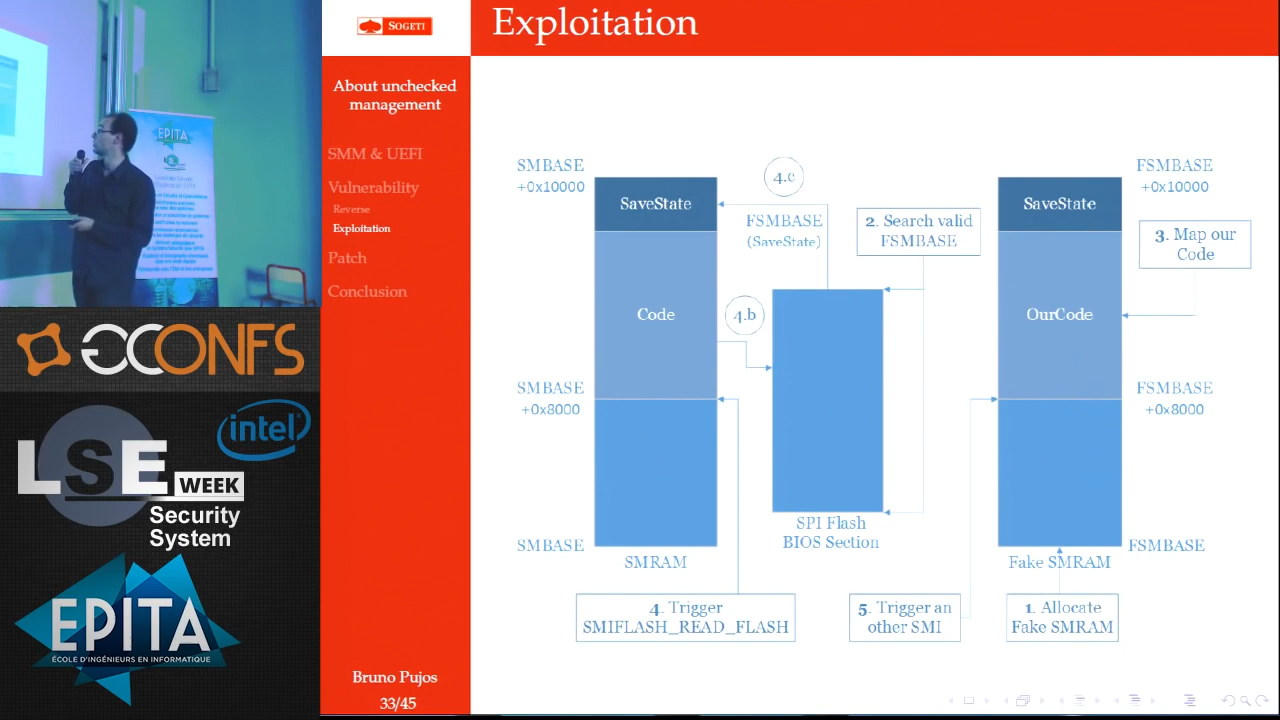 SOGETI
Exploitation
About unchecked
management
SMM & UEFI
Vulnerability
Reverse
Exploitation
Patch
Conclusion
Bruno Pujos
33/45
SMBASE
+0x10000
SaveState
Code
SMBASE
+0x8000
SMBASE
SMRAM
4.c
FSMBASE
(SaveState)
2. Search valid
FSMBASE
4.b
SPI Flash
BIOS Section
FSMBASE
+0x10000
SaveState
3. Map our
Code
OurCode
FSMBASE
+0x8000
FSMBASE
Fake SMRAM
4. Trigger
SMIFLASH_READ_FLASH
5. Trigger an
other SMI
1. Allocate
Fake SMRAM
EPITA
LSE
GCONFS
intel
LSE
WEEK
Security
System
EPITA
ÉCOLE D'INGÉNIEURS EN INFORMATIQUE